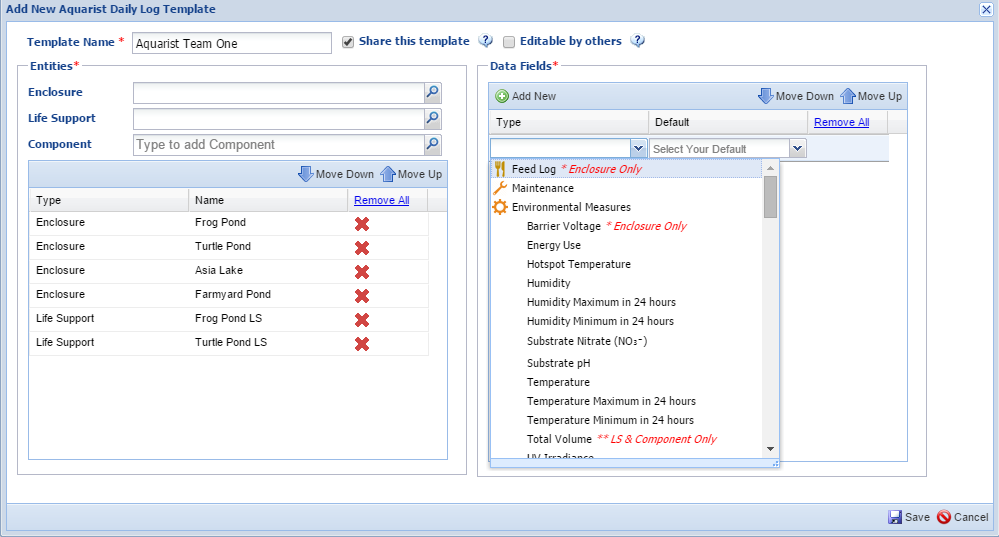 Add New Aquarist Daily Log Template
Template Name * Aquarist Team One Share this template Editable by others
Entities*
Enclosure
Life Support
Component Type to add Component
Move Down Move Up
Type Name Remove All
Enclosure Frog Pond
Enclosure Turtle Pond
Enclosure Asia Lake
Enclosure Farmyard Pond
Life Support Frog Pond LS
Life Support Turtle Pond LS
Data Fields*
Add New Move Down Move Up
Type Default Remove All
Select Your Default
Feed Log * Enclosure Only
Maintenance
Environmental Measures
Barrier Voltage * Enclosure Only
Energy Use
Hotspot Temperature
Humidity
Humidity Maximum in 24 hours
Humidity Minimum in 24 hours
Substrate Nitrate (NO₃⁻)
Substrate pH
Temperature
Temperature Maximum in 24 hours
Temperature Minimum in 24 hours
Total Volume ** LS & Component Only
UV Irradiance
Save Cancel